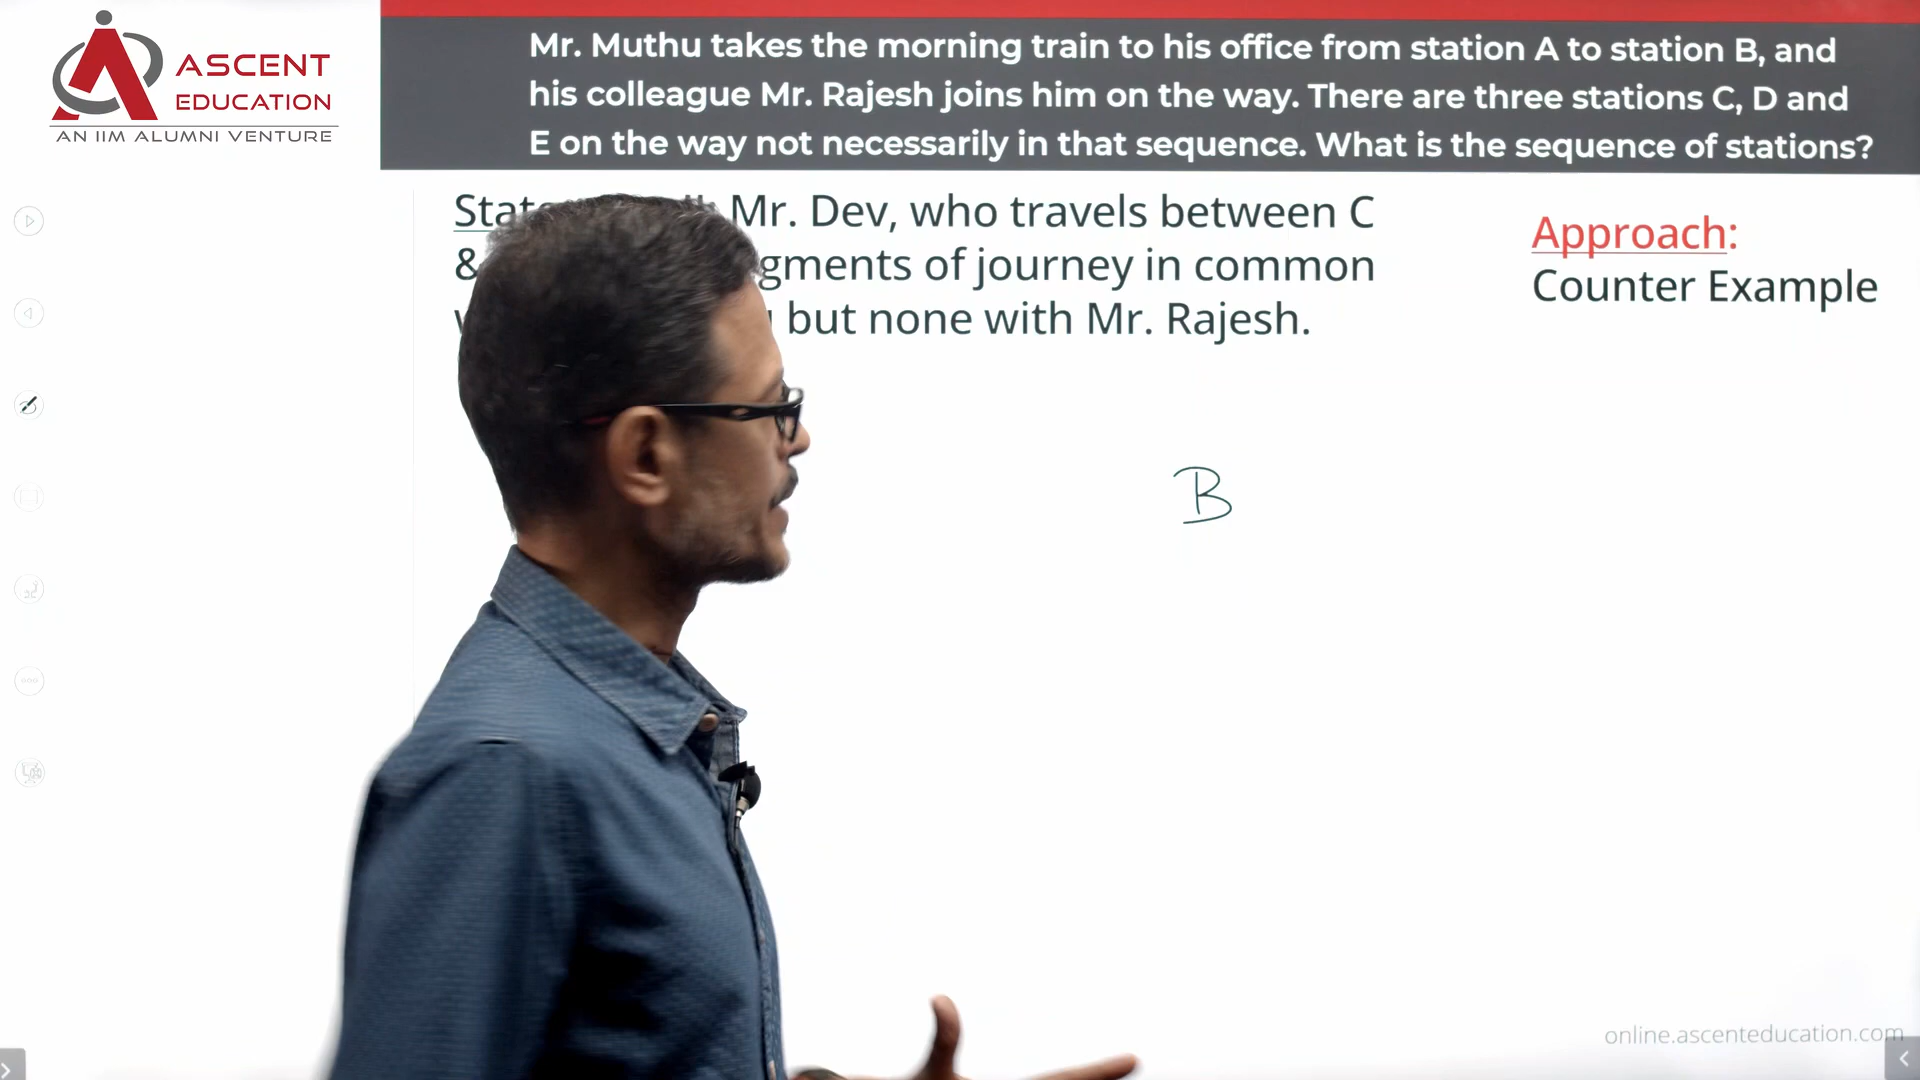 ASCENT
EDUCATION
AN IIM ALUMNI VENTURE
Mr. Muthu takes the morning train to his office from station A to station B, and
his colleague Mr. Rajesh joins him on the way. There are three stations C, D and
E on the way not necessarily in that sequence. What is the sequence of stations?
Mr. Dev, who travels between C
& of journey in common
but none with Mr. Rajesh.
Approach:
Counter Example
B
online.ascenteducation.com